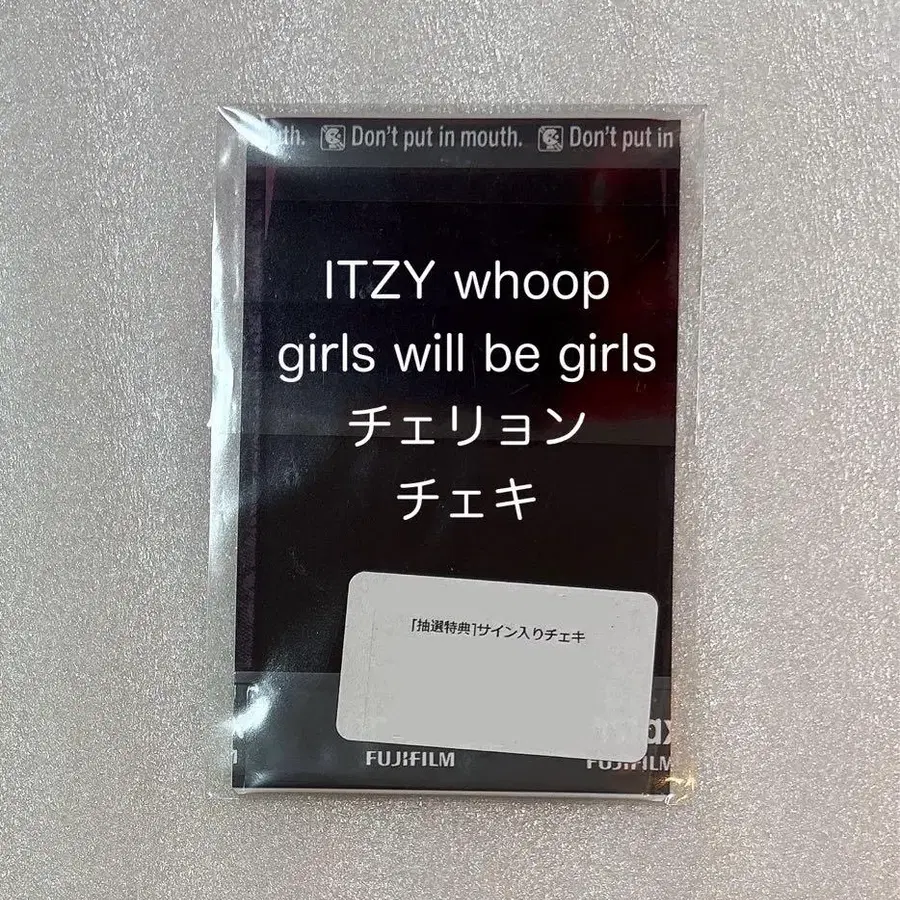 Don't put in mouth. Don't put in
ITZY whoop
girls will be girls
チェリョン
チェキ
「抽選特典」サイン入りチェキ
FUJIFILM